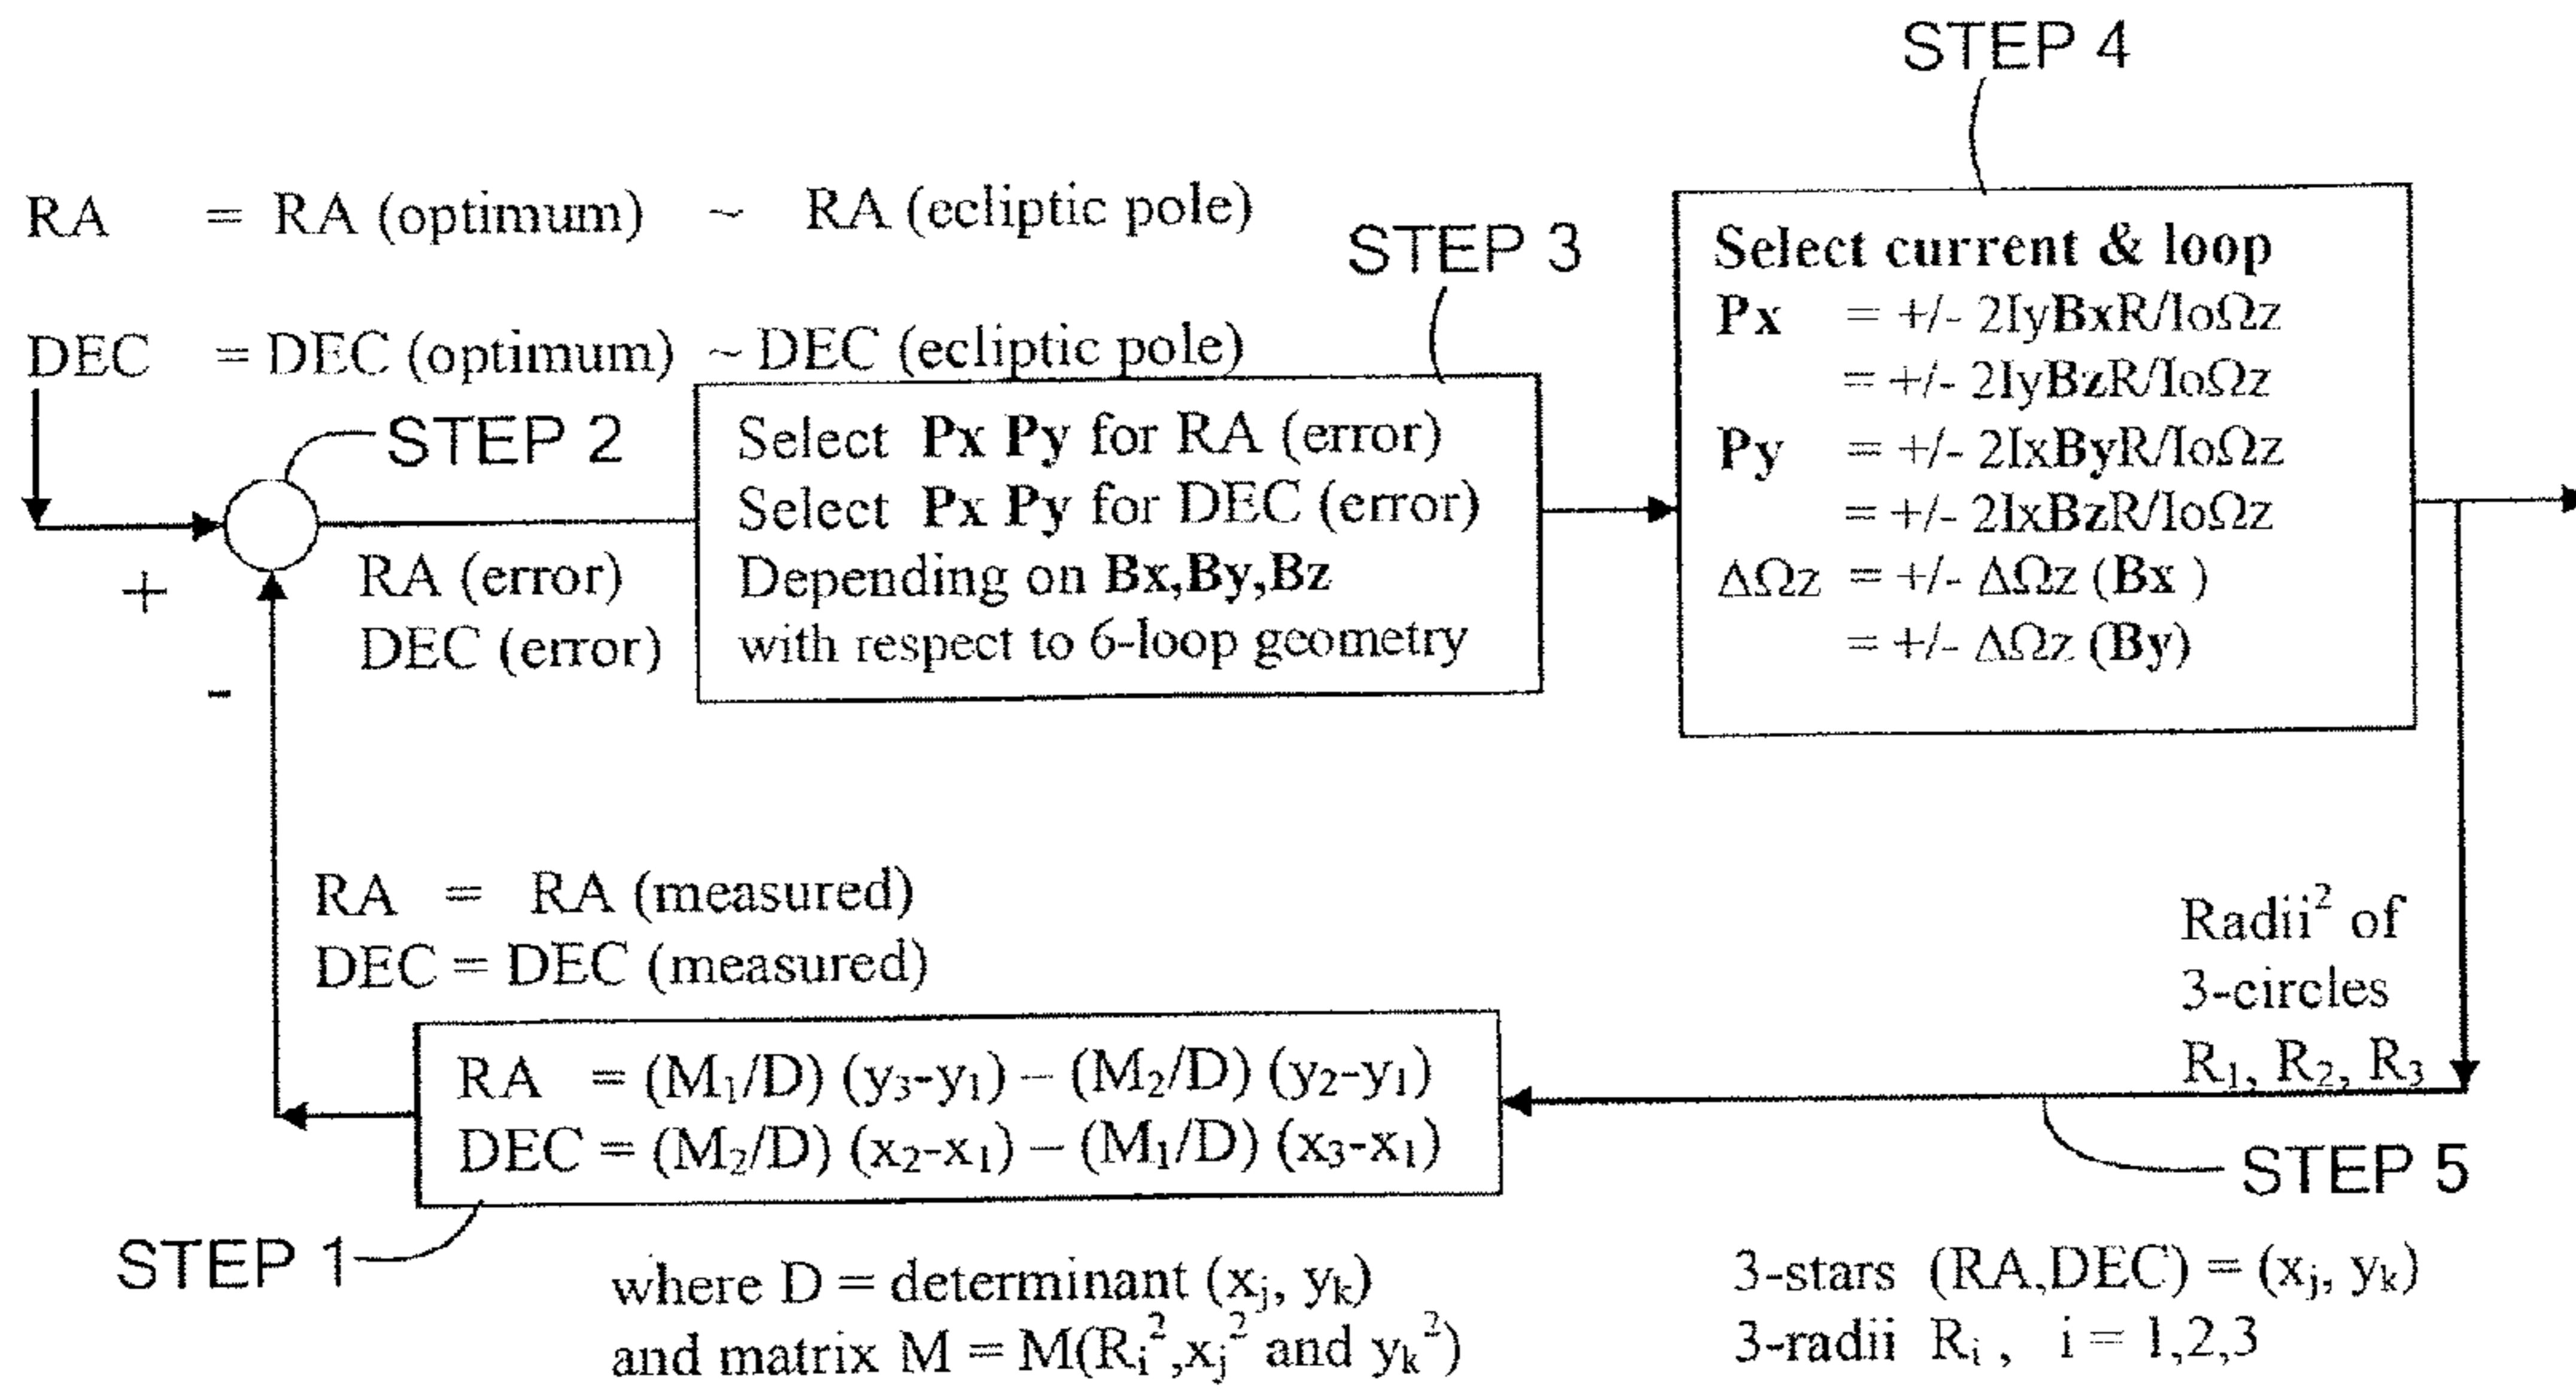 STEP 4
RA = RA (optimum) ~ RA (ecliptic pole)
STEP 3
DEC = DEC (optimum) ~ DEC (ecliptic pole)
STEP 2
Select Px Py for RA (error)
Select Px Py for DEC (error)
Depending on Bx,By,Bz
with respect to 6-loop geometry
Select current & loop
Px = +/- 2IyBxR/IoΩz
= +/- 2IyBzR/IoΩz
Py = +/- 2IxByR/IoΩz
= +/- 2IxBzR/IoΩz
ΔΩz = +/- ΔΩz (Bx )
= +/- ΔΩz (By)
+
RA (error)
DEC (error)
-
RA = RA (measured)
DEC = DEC (measured)
Radii² of
3-circles
R₁, R₂, R₃
RA = (M₁/D) (y₃-y₁) – (M₂/D) (y₂-y₁)
DEC = (M₂/D) (x₂-x₁) – (M₁/D) (x₃-x₁)
STEP 5
STEP 1
where D = determinant (xⱼ, yₖ)
and matrix M = M(Rᵢ²,xⱼ² and yₖ²)
3-stars (RA,DEC) = (xⱼ, yₖ)
3-radii Rᵢ , i = 1,2,3